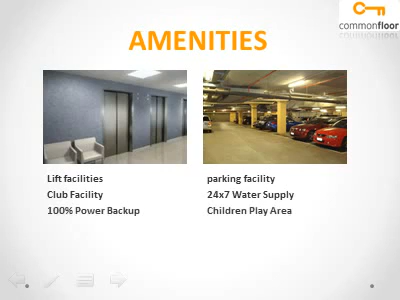 commonfloor
AMENITIES
Lift facilities
Club Facility
100% Power Backup
parking facility
24x7 Water Supply
Children Play Area